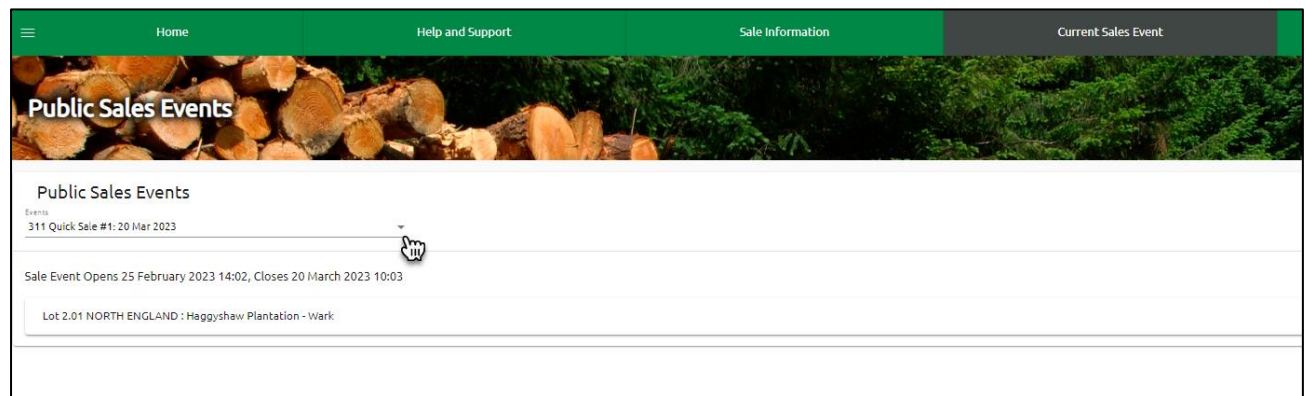 Home Help and Support Sale Information Current Sales Event
Public Sales Events
Public Sales Events
Events
311 Quick Sale #1: 20 Mar 2023
Sale Event Opens 25 February 2023 14:02, Closes 20 March 2023 10:03
Lot 2.01 NORTH ENGLAND : Haggyshaw Plantation - Wark